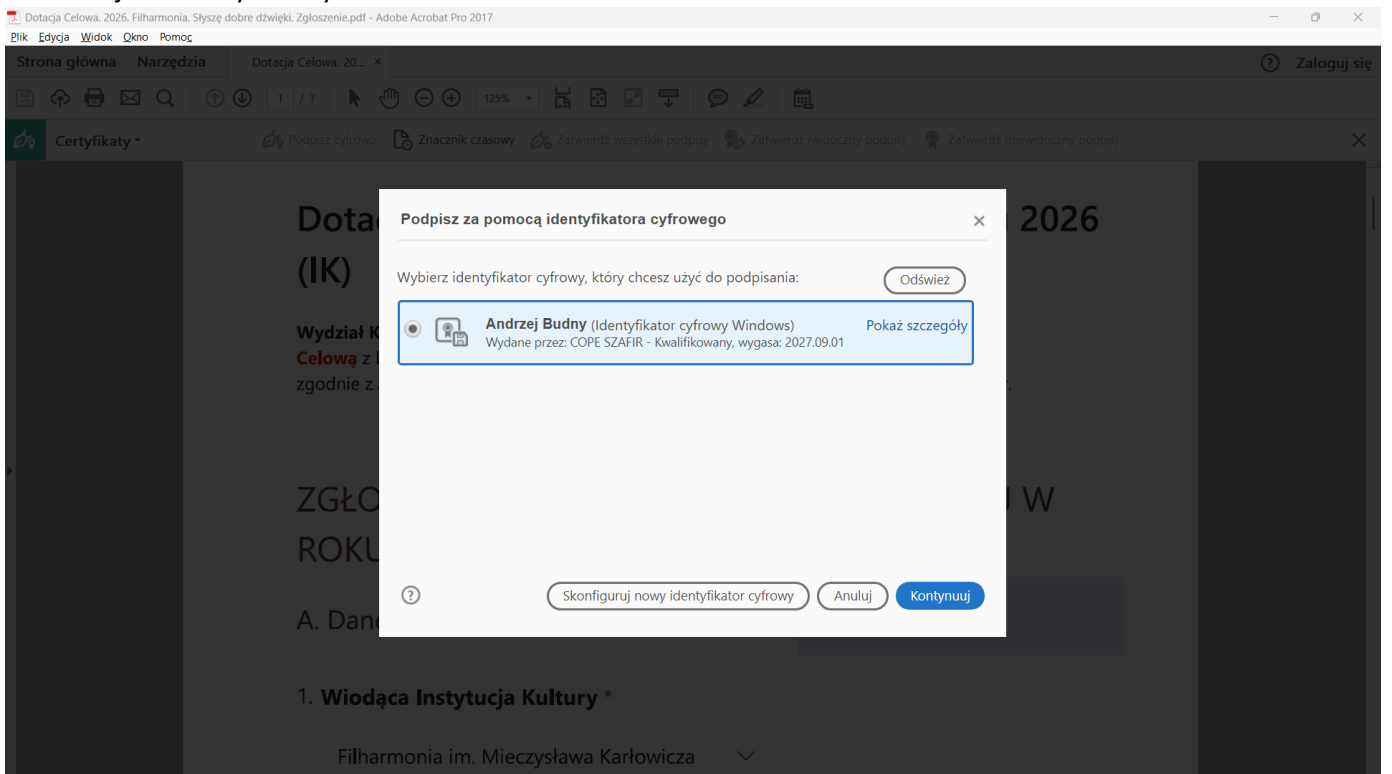 Dotacja Celowa. 2026. Filharmonia. Słyszę dobre dźwięki. Zgłoszenie.pdf - Adobe Acrobat Pro 2017
Plik Edycja Widok Okno Pomoc
Strona główna Narzędzia Dotacja Celowa. 20... × Zaloguj się
1 / 7 125%
Certyfikaty Podpisz cyfrowo Znacznik czasowy Zatwierdź wszystkie podpisy Zatwierdź (widoczny podpis) Zatwierdź (niewidoczny podpis)
Dota 2026
(IK)
Podpisz za pomocą identyfikatora cyfrowego
Wybierz identyfikator cyfrowy, który chcesz użyć do podpisania: Odśwież
Andrzej Budny (Identyfikator cyfrowy Windows) Pokaż szczegóły
Wydane przez: COPE SZAFIR - Kwalifikowany, wygasa: 2027.09.01
Wydział K
Celową z
zgodnie z
ZGŁO W
ROKU
Skonfiguruj nowy identyfikator cyfrowy Anuluj Kontynuuj
A. Dan
1. Wiodąca Instytucja Kultury *
Filharmonia im. Mieczysława Karłowicza